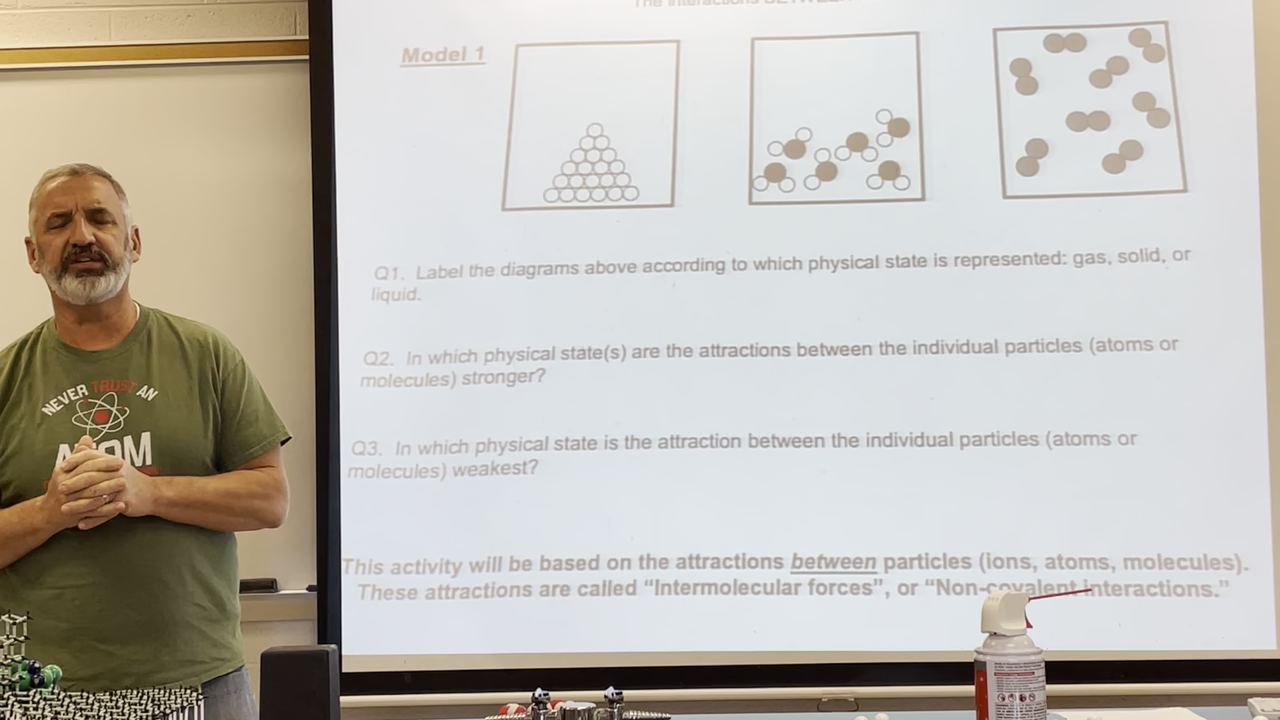 The Interactions BETWEEN
Model 1
Q1. Label the diagrams above according to which physical state is represented: gas, solid, or
liquid.
Q2. In which physical state(s) are the attractions between the individual particles (atoms or
molecules) stronger?
Q3. In which physical state is the attraction between the individual particles (atoms or
molecules) weakest?
This activity will be based on the attractions between particles (ions, atoms, molecules).
These attractions are called “Intermolecular forces”, or “Non-covalent interactions.”
NEVER TRUST AN
ATOM